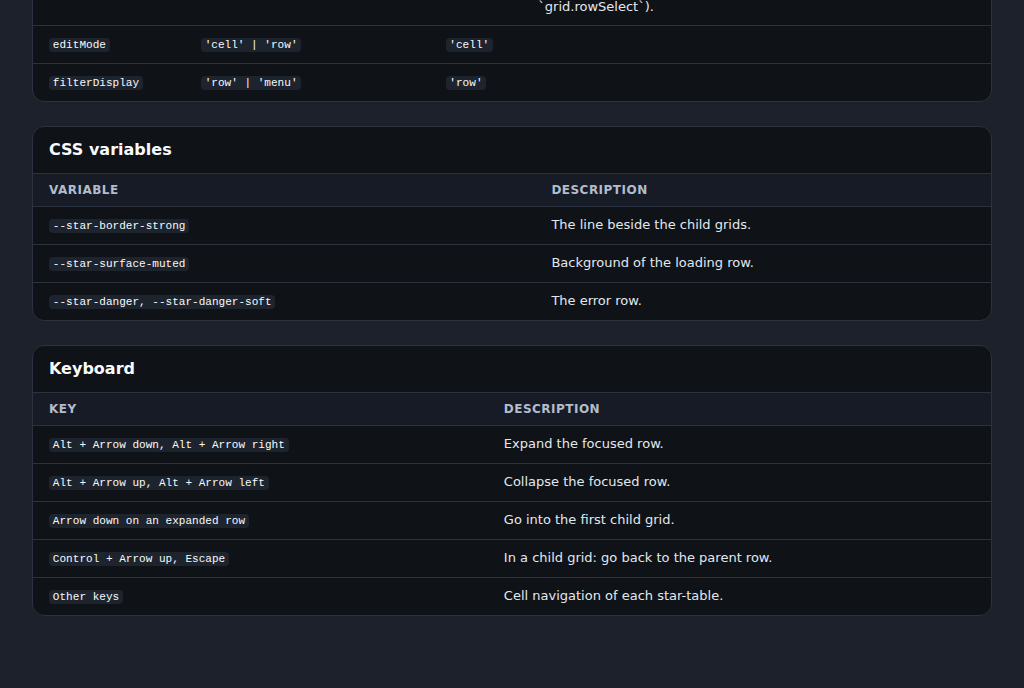 `grid.rowSelect`).
editMode 'cell' | 'row' 'cell'
filterDisplay 'row' | 'menu' 'row'
CSS variables
VARIABLE DESCRIPTION
--star-border-strong The line beside the child grids.
--star-surface-muted Background of the loading row.
--star-danger, --star-danger-soft The error row.
Keyboard
KEY DESCRIPTION
Alt + Arrow down, Alt + Arrow right Expand the focused row.
Alt + Arrow up, Alt + Arrow left Collapse the focused row.
Arrow down on an expanded row Go into the first child grid.
Control + Arrow up, Escape In a child grid: go back to the parent row.
Other keys Cell navigation of each star-table.